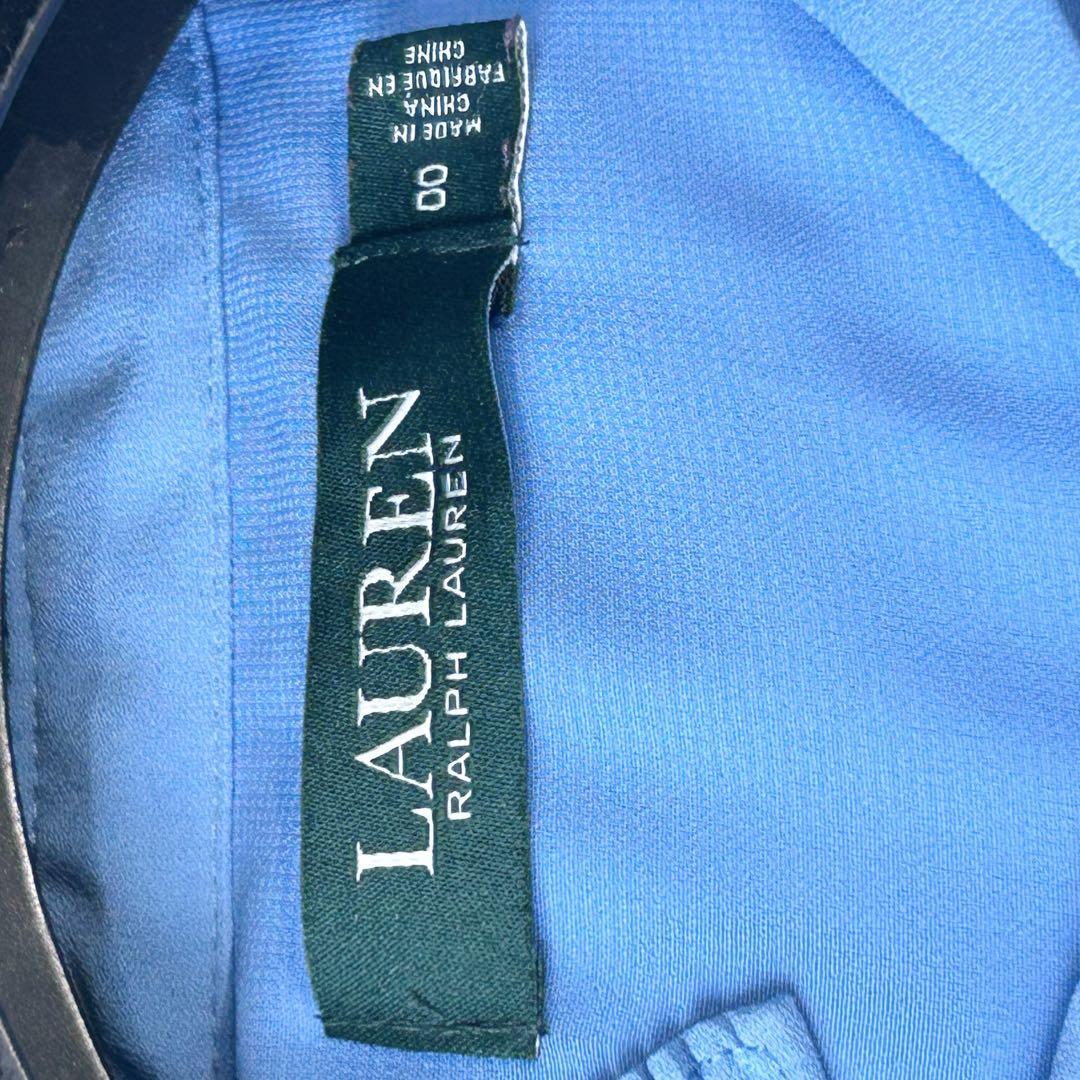 LAUREN
RALPH LAUREN
00
MADE IN
CHINA
FABRIQUÉ EN
CHINE